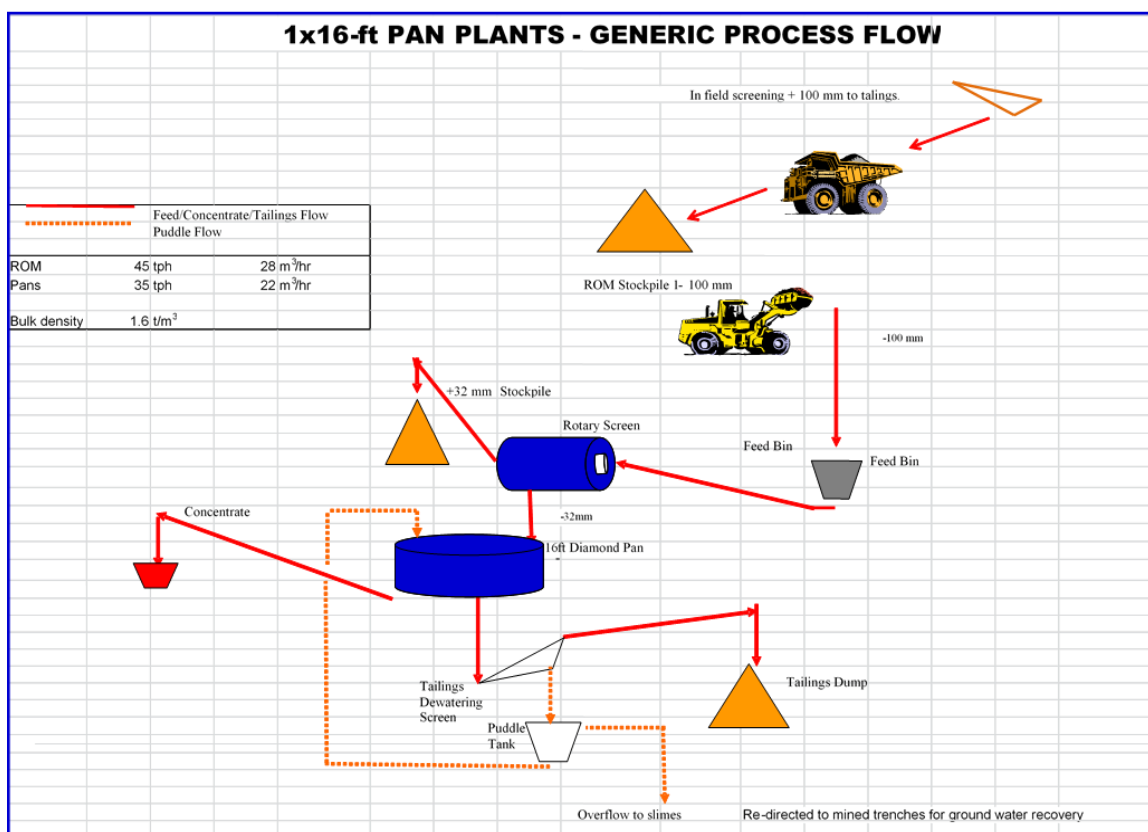 1x16-ft PAN PLANTS - GENERIC PROCESS FLOW
In field screening + 100 mm to talings.
Feed/Concentrate/Tailings Flow
Puddle Flow
ROM 45 tph 28 m³/hr
Pans 35 tph 22 m³/hr
Bulk density 1.6 t/m³
ROM Stockpile 1- 100 mm
-100 mm
+32 mm Stockpile
Rotary Screen
Feed Bin
Feed Bin
Concentrate
-32mm
16ft Diamond Pan
-
Tailings
Dewatering
Screen
Tailings Dump
Puddle
Tank
Overflow to slimes
Re-directed to mined trenches for ground water recovery